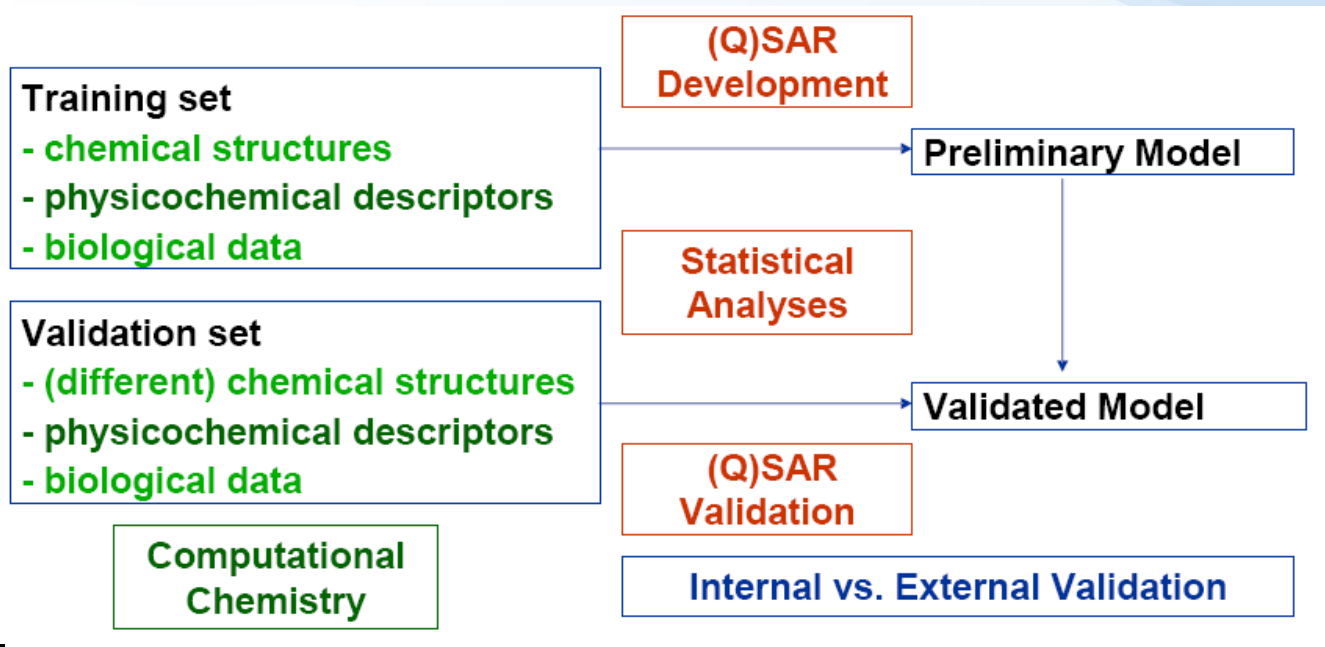 (Q)SAR
Development
Training set
- chemical structures
- physicochemical descriptors
- biological data
Preliminary Model
Statistical
Analyses
Validation set
- (different) chemical structures
- physicochemical descriptors
- biological data
Validated Model
(Q)SAR
Validation
Computational
Chemistry
Internal vs. External Validation